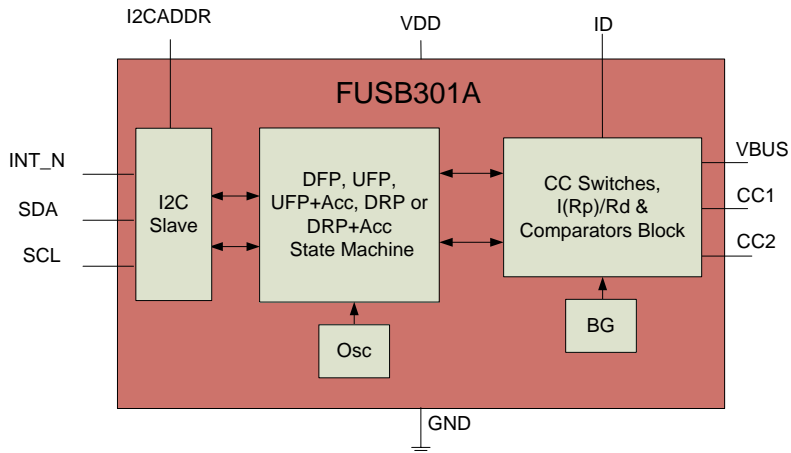 I2CADDR
VDD
ID
FUSB301A
INT_N
SDA
SCL
I2C
Slave
DFP, UFP,
UFP+Acc, DRP or
DRP+Acc
State Machine
CC Switches,
I(Rp)/Rd &
Comparators Block
VBUS
CC1
CC2
Osc
BG
GND